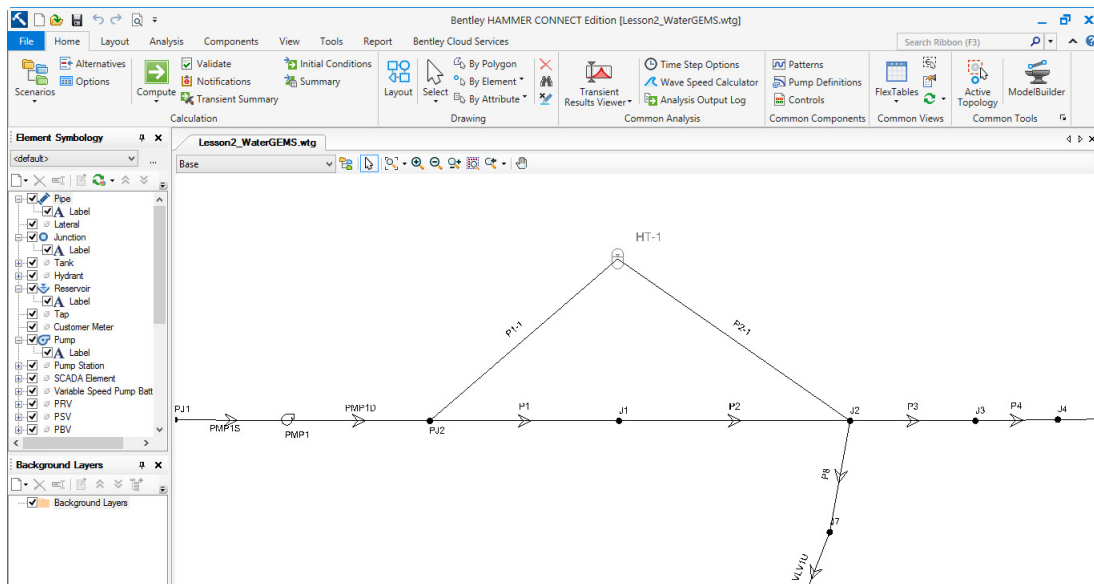 Bentley HAMMER CONNECT Edition [Lesson2_WaterGEMS.wtg]
File Home Layout Analysis Components View Tools Report Bentley Cloud Services Search Ribbon (F3)
Scenarios
Alternatives
Options
Compute
Validate
Notifications
Transient Summary
Initial Conditions
Summary
Calculation
Layout
Select
By Polygon
By Element
By Attribute
Drawing
Transient
Results Viewer
Time Step Options
Wave Speed Calculator
Analysis Output Log
Common Analysis
Patterns
Pump Definitions
Controls
Common Components
FlexTables
Common Views
Active
Topology
ModelBuilder
Common Tools
Element Symbology
<default>
...
Pipe
Label
Lateral
Junction
Label
Tank
Hydrant
Reservoir
Label
Tap
Customer Meter
Pump
Label
Pump Station
SCADA Element
Variable Speed Pump Batt
PRV
PSV
PBV
Background Layers
Background Layers
Lesson2_WaterGEMS.wtg
Base
HT-1
P1-1
P2-1
PJ1
PMP1S
PMP1
PMP1D
PJ2
P1
J1
P2
J2
P3
J3
P4
J4
P8
J7
VLV1U